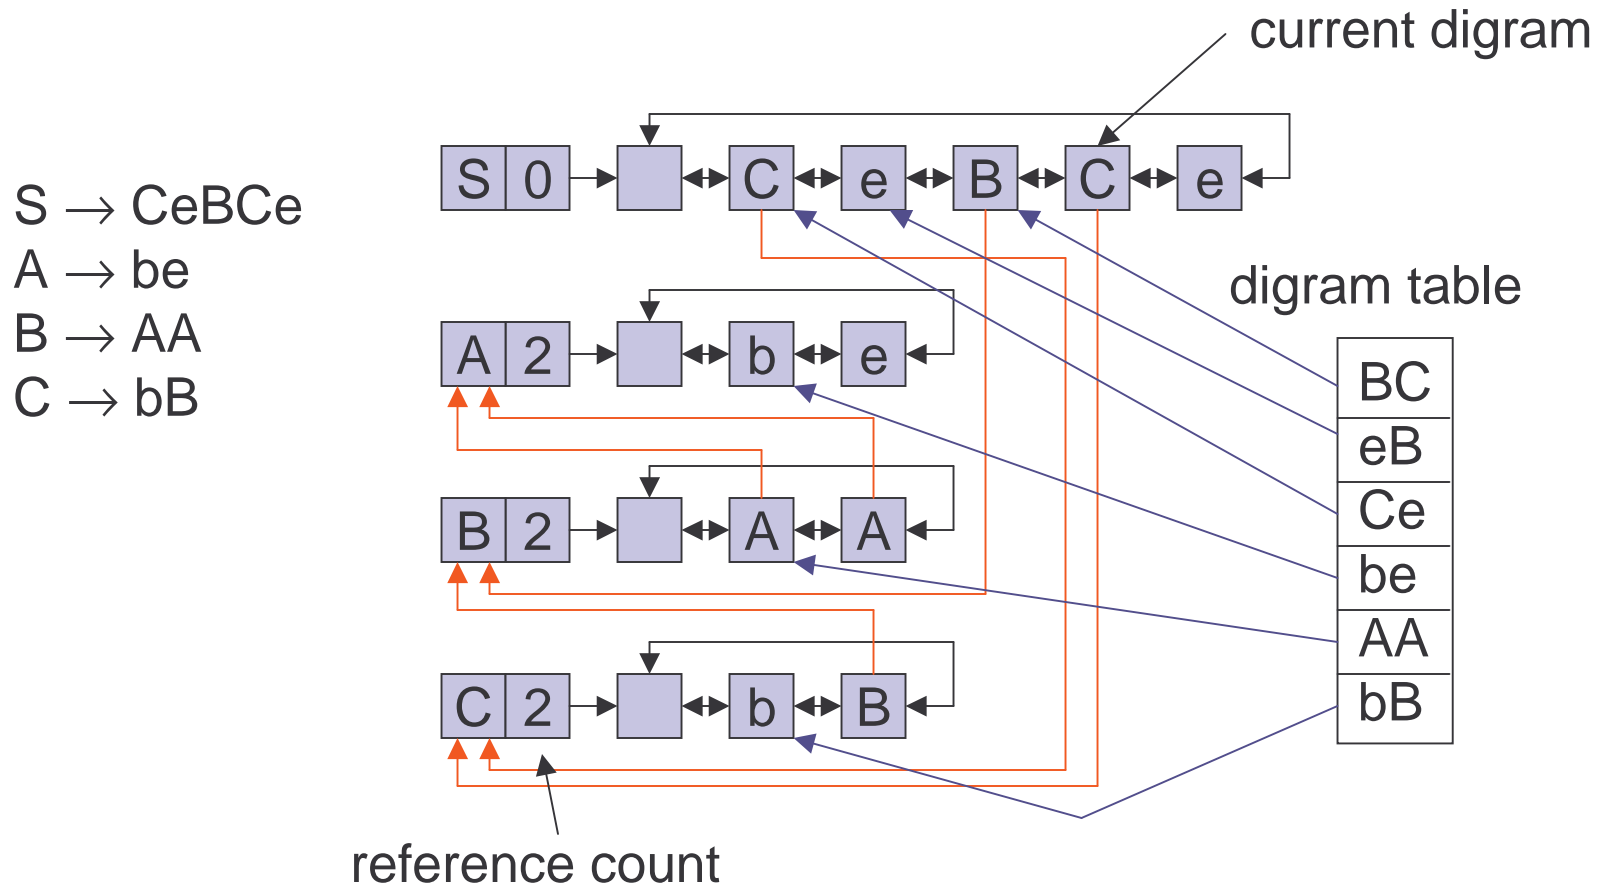 current digram
S 0 C e B C e
S → CeBCe
A → be
B → AA
C → bB
digram table
A 2 b e
BC
eB
Ce
be
AA
bB
B 2 A A
C 2 b B
reference count